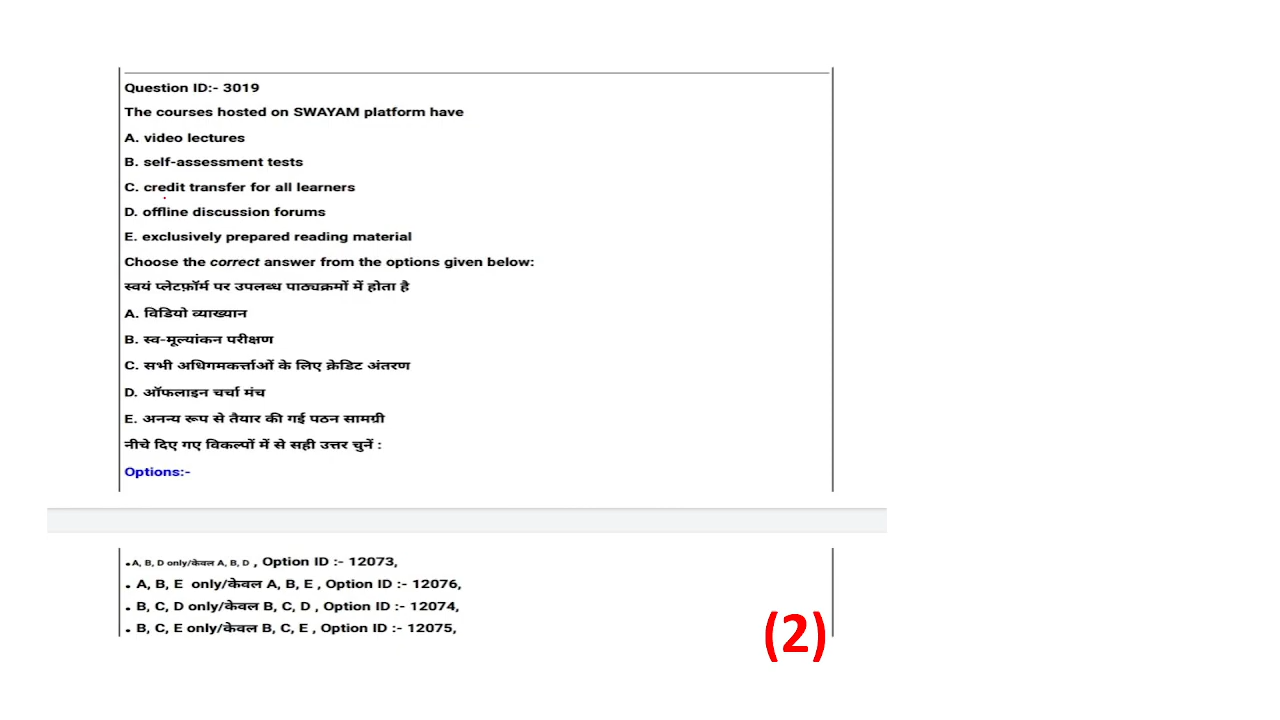 Question ID:- 3019
The courses hosted on SWAYAM platform have
A. video lectures
B. self-assessment tests
C. credit transfer for all learners
D. offline discussion forums
E. exclusively prepared reading material
Choose the correct answer from the options given below:
स्वयं प्लेटफ़ॉर्म पर उपलब्ध पाठ्यक्रमों में होता है
A. विडियो व्याख्यान
B. स्व-मूल्यांकन परीक्षण
C. सभी अधिगमकर्त्ताओं के लिए क्रेडिट अंतरण
D. ऑफलाइन चर्चा मंच
E. अनन्य रूप से तैयार की गई पठन सामग्री
नीचे दिए गए विकल्पों में से सही उत्तर चुनें :
Options:-
• A, B, D only/केवल A, B, D , Option ID :- 12073,
• A, B, E only/केवल A, B, E , Option ID :- 12076,
• B, C, D only/केवल B, C, D , Option ID :- 12074,
• B, C, E only/केवल B, C, E , Option ID :- 12075,
(2)